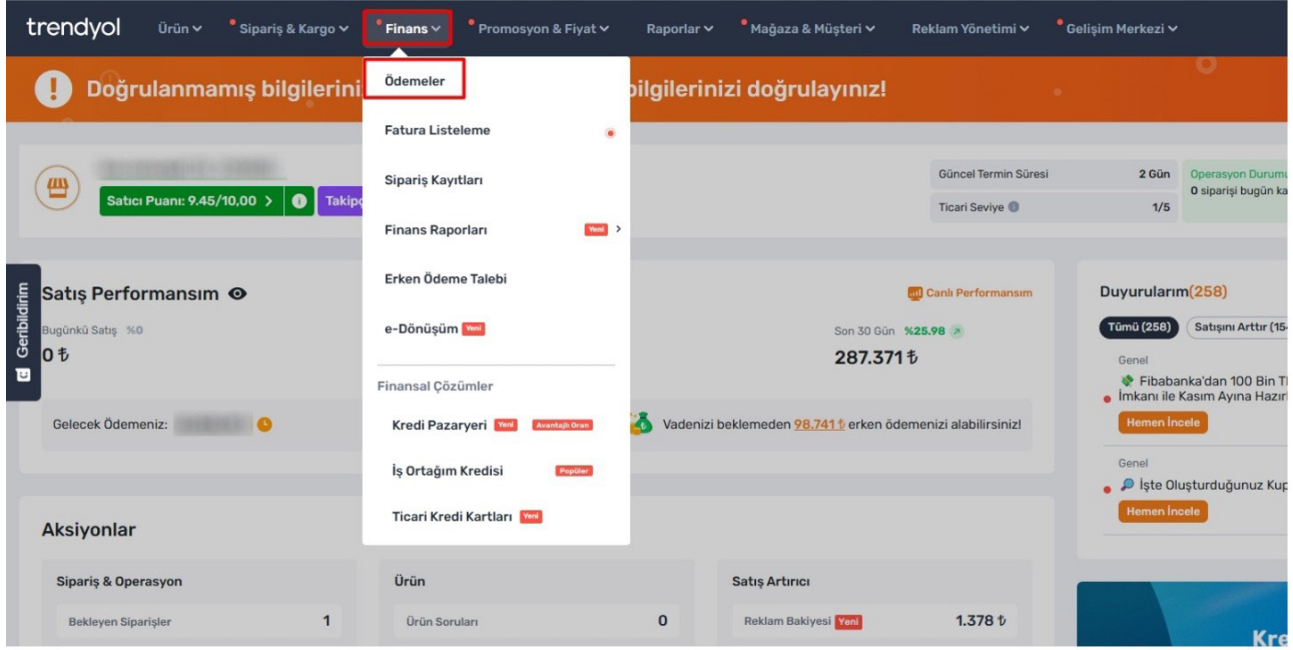 trendyol Ürün Sipariş & Kargo Finans Promosyon & Fiyat Raporlar Mağaza & Müşteri Reklam Yönetimi Gelişim Merkezi
Doğrulanmamış bilgilerini bilgilerinizi doğrulayınız!
Ödemeler
Fatura Listeleme
Sipariş Kayıtları
Finans Raporları Yeni
Erken Ödeme Talebi
e-Dönüşüm Yeni
Finansal Çözümler
Kredi Pazaryeri Yeni Avantajlı Oran
İş Ortağım Kredisi Popüler
Ticari Kredi Kartları Yeni
Satıcı Puanı: 9.45/10,00 Takipç
Güncel Termin Süresi 2 Gün
Ticari Seviye 1/5
Operasyon Durumu
0 siparişi bugün ka
Geribildirim
Satış Performansım
Canlı Performansım
Bugünkü Satış %0
0 ₺
Son 30 Gün %25.98
287.371 ₺
Gelecek Ödemeniz:
Vadenizi beklemeden 98.741 ₺ erken ödemenizi alabilirsiniz!
Duyurularım(258)
Tümü (258) Satışını Arttır (15
Genel
Fibabanka'dan 100 Bin T
İmkanı ile Kasım Ayına Hazır
Hemen İncele
Genel
İşte Oluşturduğunuz Kup
Hemen İncele
Aksiyonlar
Sipariş & Operasyon
Bekleyen Siparişler 1
Ürün
Ürün Soruları 0
Satış Artırıcı
Reklam Bakiyesi Yeni 1.378 ₺
Kre